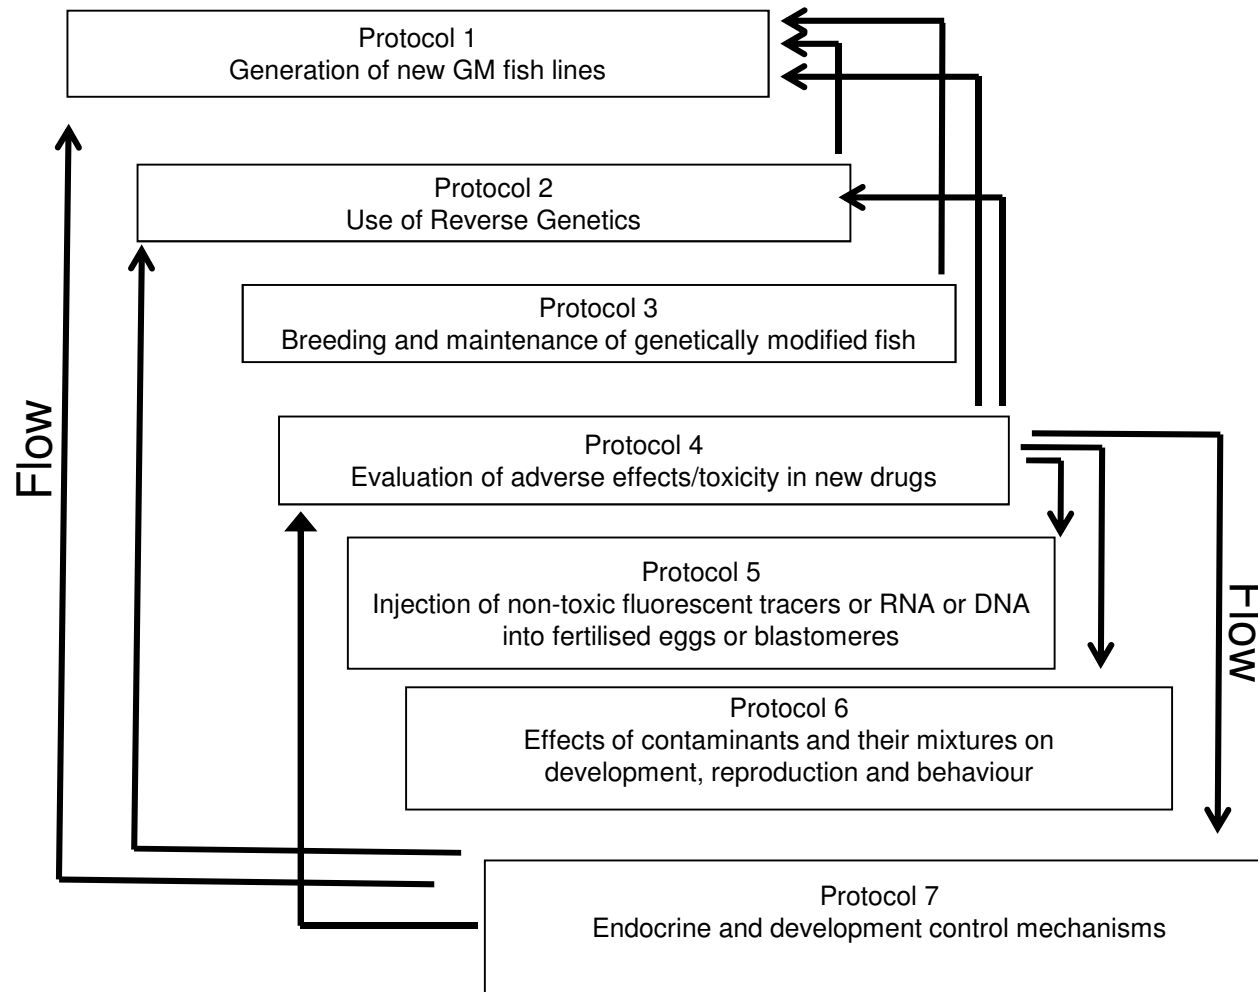 Protocol 1
Generation of new GM fish lines
Protocol 2
Use of Reverse Genetics
Protocol 3
Breeding and maintenance of genetically modified fish
Flow
Protocol 4
Evaluation of adverse effects/toxicity in new drugs
Protocol 5
Injection of non-toxic fluorescent tracers or RNA or DNA
into fertilised eggs or blastomeres
Flow
Protocol 6
Effects of contaminants and their mixtures on
development, reproduction and behaviour
Protocol 7
Endocrine and development control mechanisms